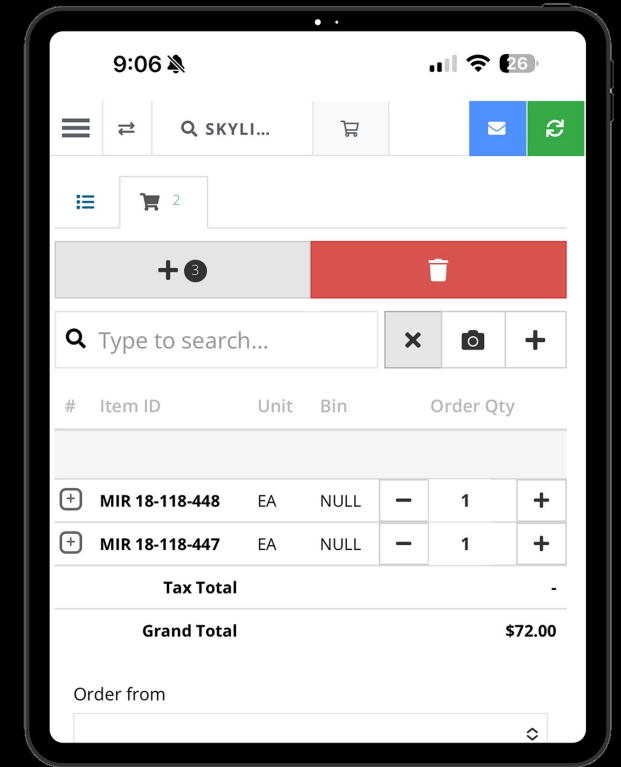 9:06 26
SKYLI...
2
3
Type to search...
# Item ID Unit Bin Order Qty
MIR 18-118-448 EA NULL 1
MIR 18-118-447 EA NULL 1
Tax Total -
Grand Total $72.00
Order from